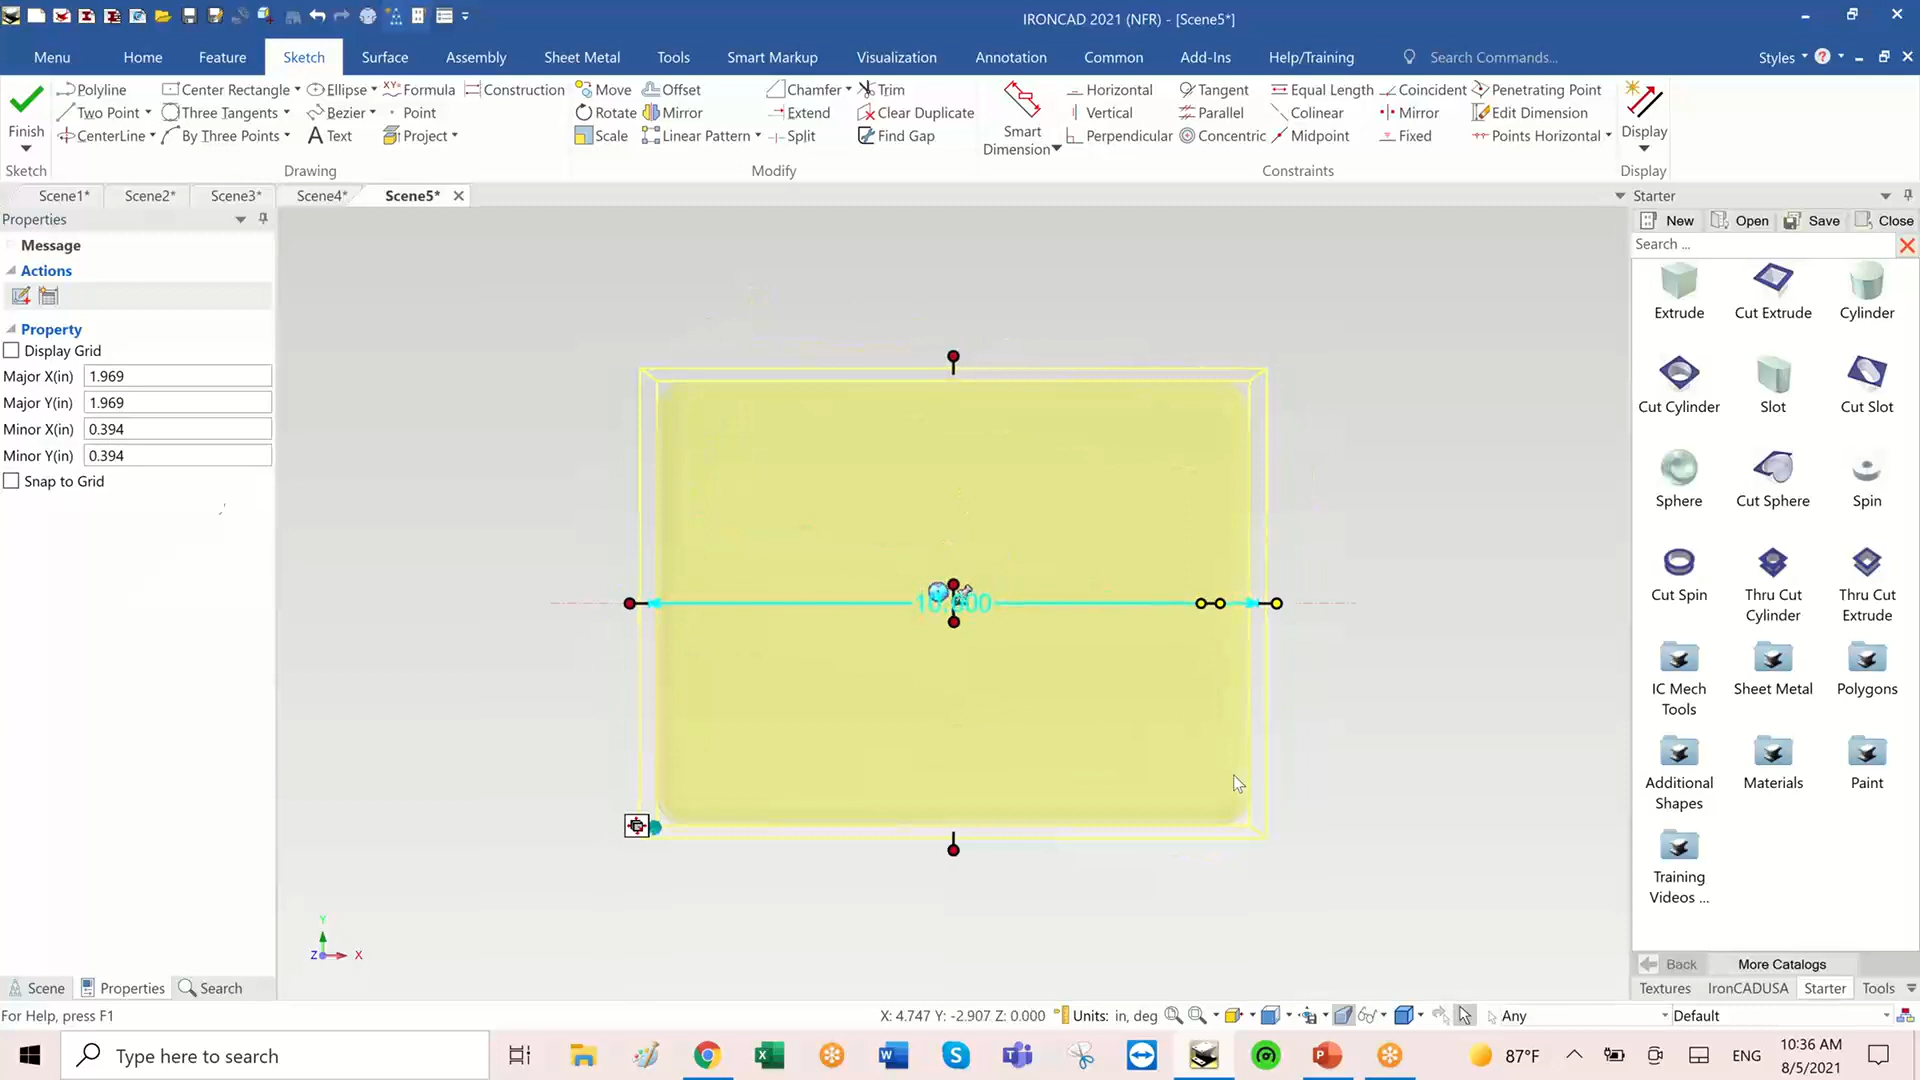 IRONCAD 2021 (NFR) - [Scene5*]
Menu Home Feature Sketch Surface Assembly Sheet Metal Tools Smart Markup Visualization Annotation Common Add-Ins Help/Training Search Commands... Styles
Polyline Center Rectangle Ellipse Formula Construction Move Offset Chamfer Trim Horizontal Tangent Equal Length Coincident Penetrating Point
Two Point Three Tangents Bezier Point Rotate Mirror Extend Clear Duplicate Vertical Parallel Colinear Mirror Edit Dimension
Finish CenterLine By Three Points Text Project Scale Linear Pattern Split Find Gap Smart Dimension Perpendicular Concentric Midpoint Fixed Points Horizontal Display
Sketch Drawing Modify Constraints Display
Scene1* Scene2* Scene3* Scene4* Scene5* Starter
Properties
New Open Save Close
Message
Search ...
Actions
Property
Display Grid
Major X(in) 1.969
Major Y(in) 1.969
Minor X(in) 0.394
Minor Y(in) 0.394
Snap to Grid
Y
Z X
Extrude Cut Extrude Cylinder
Cut Cylinder Slot Cut Slot
Sphere Cut Sphere Spin
Cut Spin Thru Cut Cylinder Thru Cut Extrude
IC Mech Tools Sheet Metal Polygons
Additional Shapes Materials Paint
Training Videos ...
Back More Catalogs
Scene Properties Search
Textures IronCADUSA Starter Tools
For Help, press F1 X: 4.747 Y: -2.907 Z: 0.000 Units: in, deg Any Default
Type here to search 87°F ENG 10:36 AM
8/5/2021